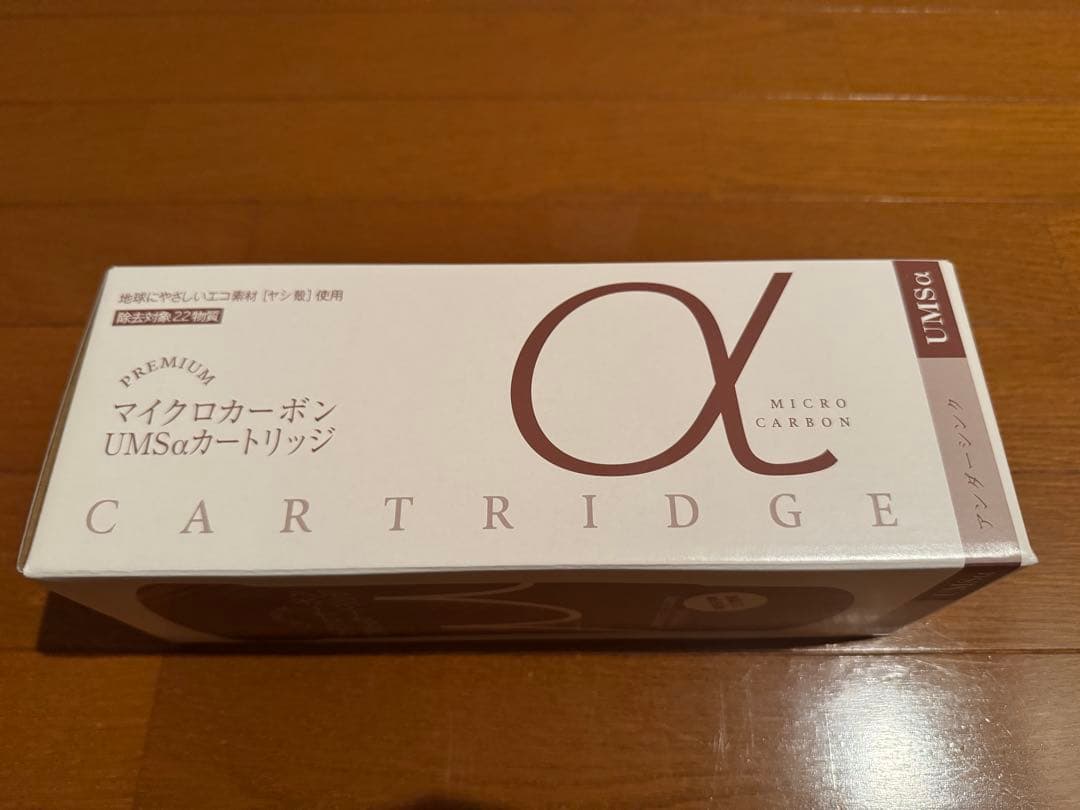 地球にやさしいエコ素材［ヤシ殻］使用
除去対象22物質
PREMIUM
マイクロカーボン
UMSαカートリッジ
α
MICRO
CARBON
CARTRIDGE
UMSα
アンダーシンク